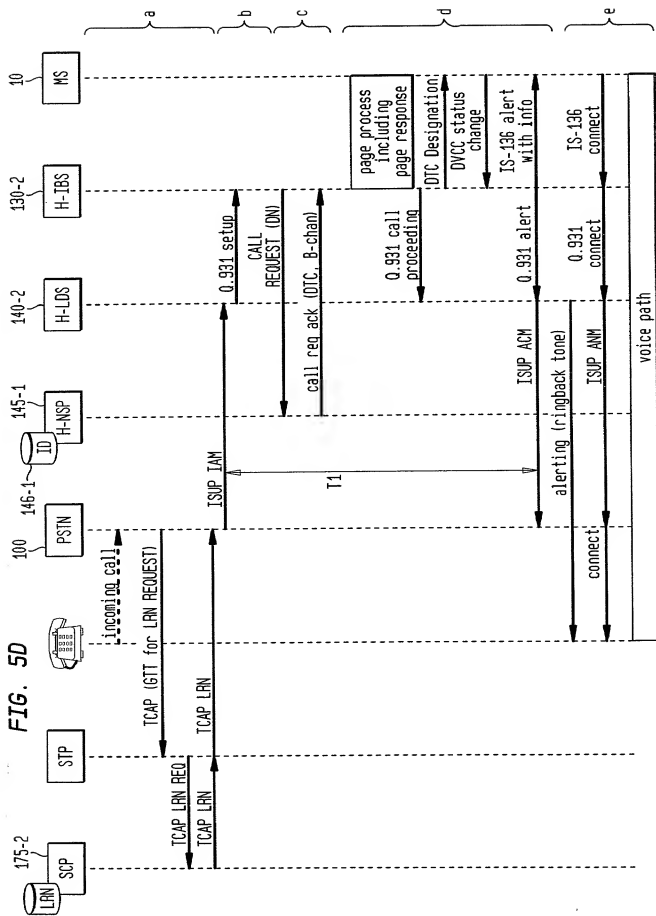 FIG. 5D
175-2
146-1
145-1
140-2
130-2
100
10
LRN
SCP
STP
PSTN
ID
H-NSP
H-LDS
H-IBS
MS
incoming call
TCAP (GTT for LRN REQUEST)
TCAP LRN REQ
TCAP LRN
TCAP LRN
a
ISUP IAM
Q.931 setup
b
CALL
REQUEST (DN)
call req ack (DTC, B-chan)
c
T1
page process
including
page response
Q.931 call
proceeding
DTC Designation
DVCC status
change
IS-136 alert
with info
Q.931 alert
ISUP ACM
d
alerting (ringback tone)
connect
ISUP ANM
Q.931
connect
IS-136
connect
voice path
e